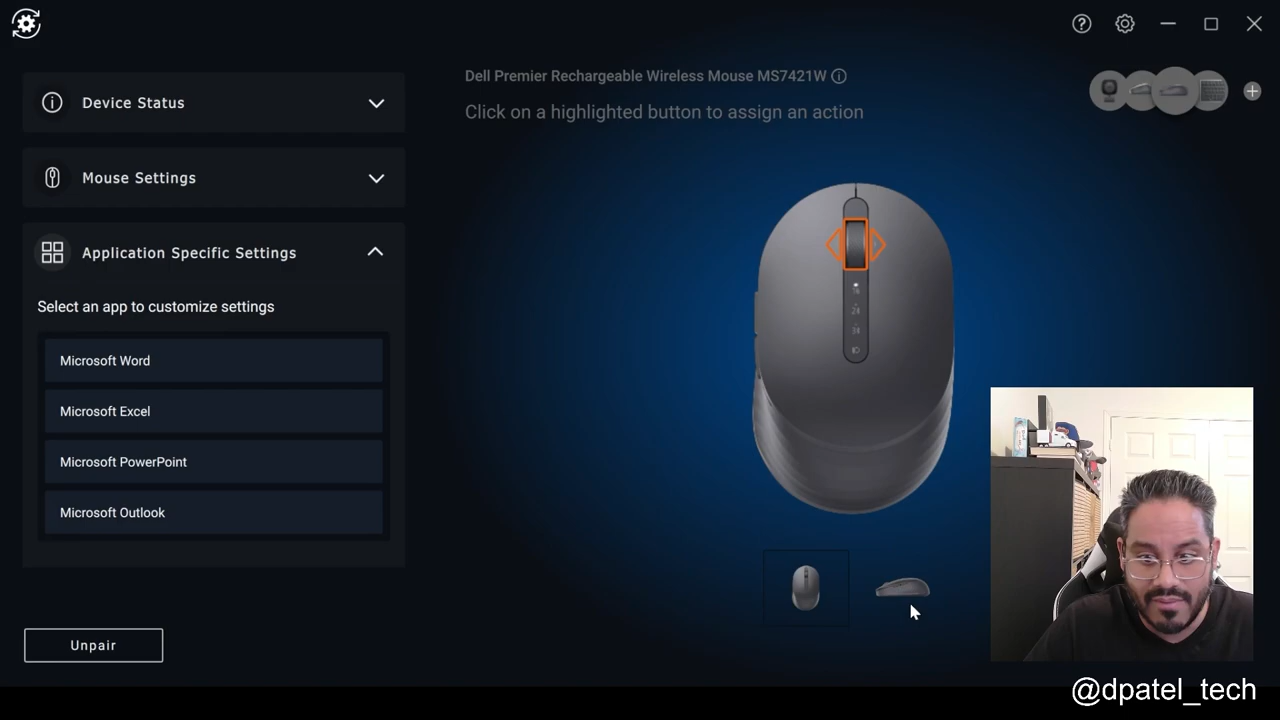 Device Status
Mouse Settings
Application Specific Settings
Select an app to customize settings
Microsoft Word
Microsoft Excel
Microsoft PowerPoint
Microsoft Outlook
Unpair
Dell Premier Rechargeable Wireless Mouse MS7421W
Click on a highlighted button to assign an action
@dpatel_tech